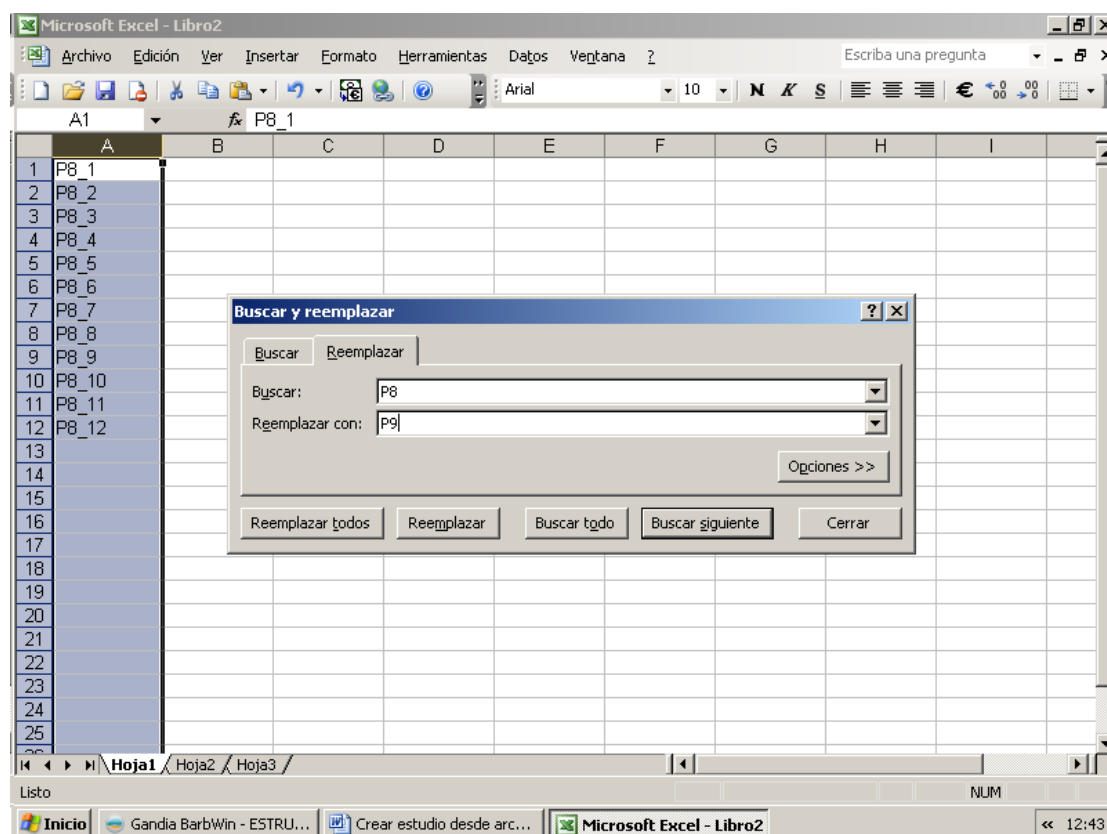 Microsoft Excel - Libro2
Archivo Edición Ver Insertar Formato Herramientas Datos Ventana ? Escriba una pregunta
Arial 10 N K S €
A1 fx P8_1
A B C D E F G H I
1 P8_1
2 P8_2
3 P8_3
4 P8_4
5 P8_5
6 P8_6
7 P8_7
8 P8_8
9 P8_9
10 P8_10
11 P8_11
12 P8_12
13
14
15
16
17
18
19
20
21
22
23
24
25
Buscar y reemplazar
Buscar Reemplazar
Buscar: P8
Reemplazar con: P9
Opciones >>
Reemplazar todos Reemplazar Buscar todo Buscar siguiente Cerrar
Hoja1 Hoja2 Hoja3
Listo NUM
Inicio Gandia BarbWin - ESTRU... Crear estudio desde arc... Microsoft Excel - Libro2 « 12:43